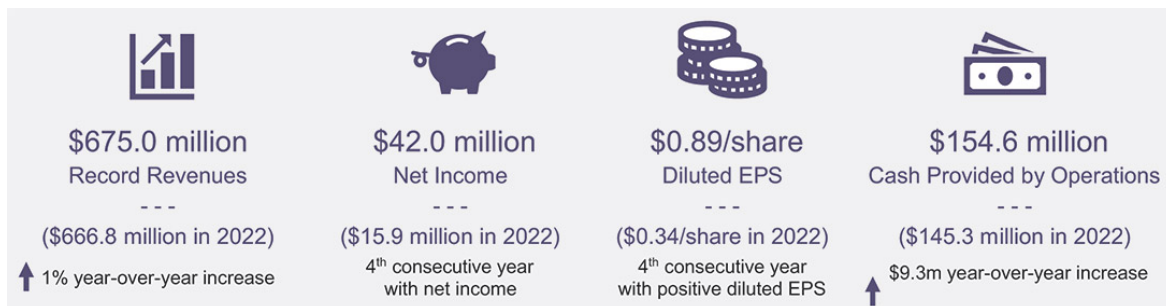 $675.0 million
Record Revenues
- - -
($666.8 million in 2022)
1% year-over-year increase
$42.0 million
Net Income
- - -
($15.9 million in 2022)
4th consecutive year
with net income
$0.89/share
Diluted EPS
- - -
($0.34/share in 2022)
4th consecutive year
with positive diluted EPS
$154.6 million
Cash Provided by Operations
- - -
($145.3 million in 2022)
$9.3m year-over-year increase